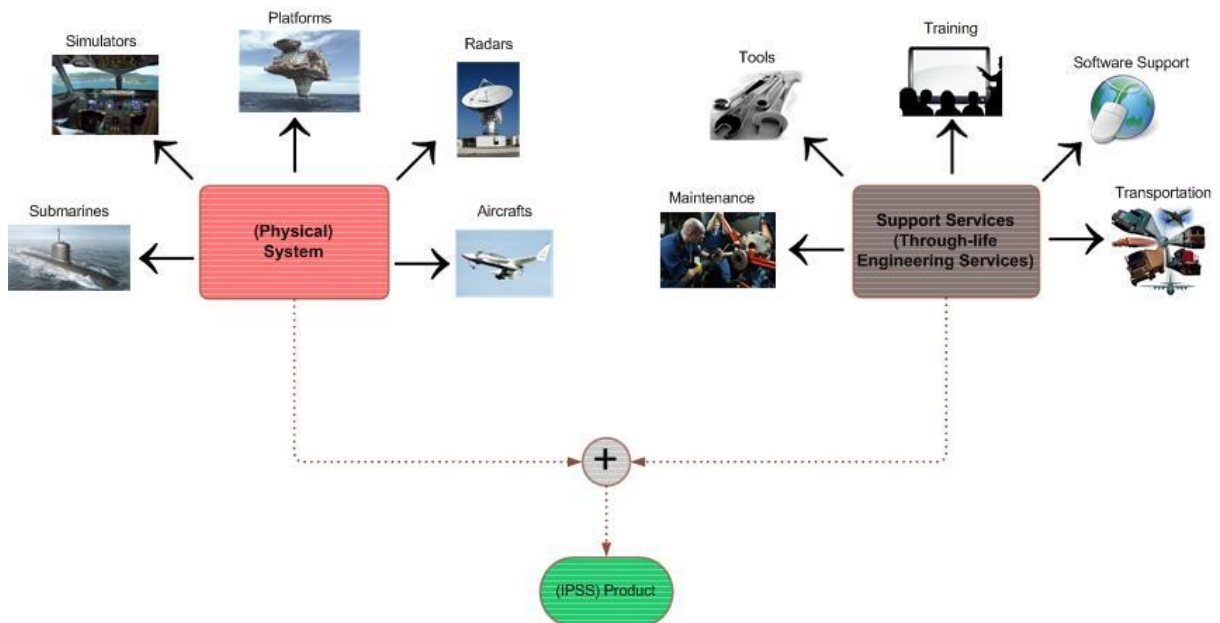 Platforms
Simulators
Radars
Submarines
Aircrafts
(Physical)
System
Training
Tools
Software Support
Maintenance
Transportation
Support Services
(Through-life
Engineering Services)
+
(IPSS) Product